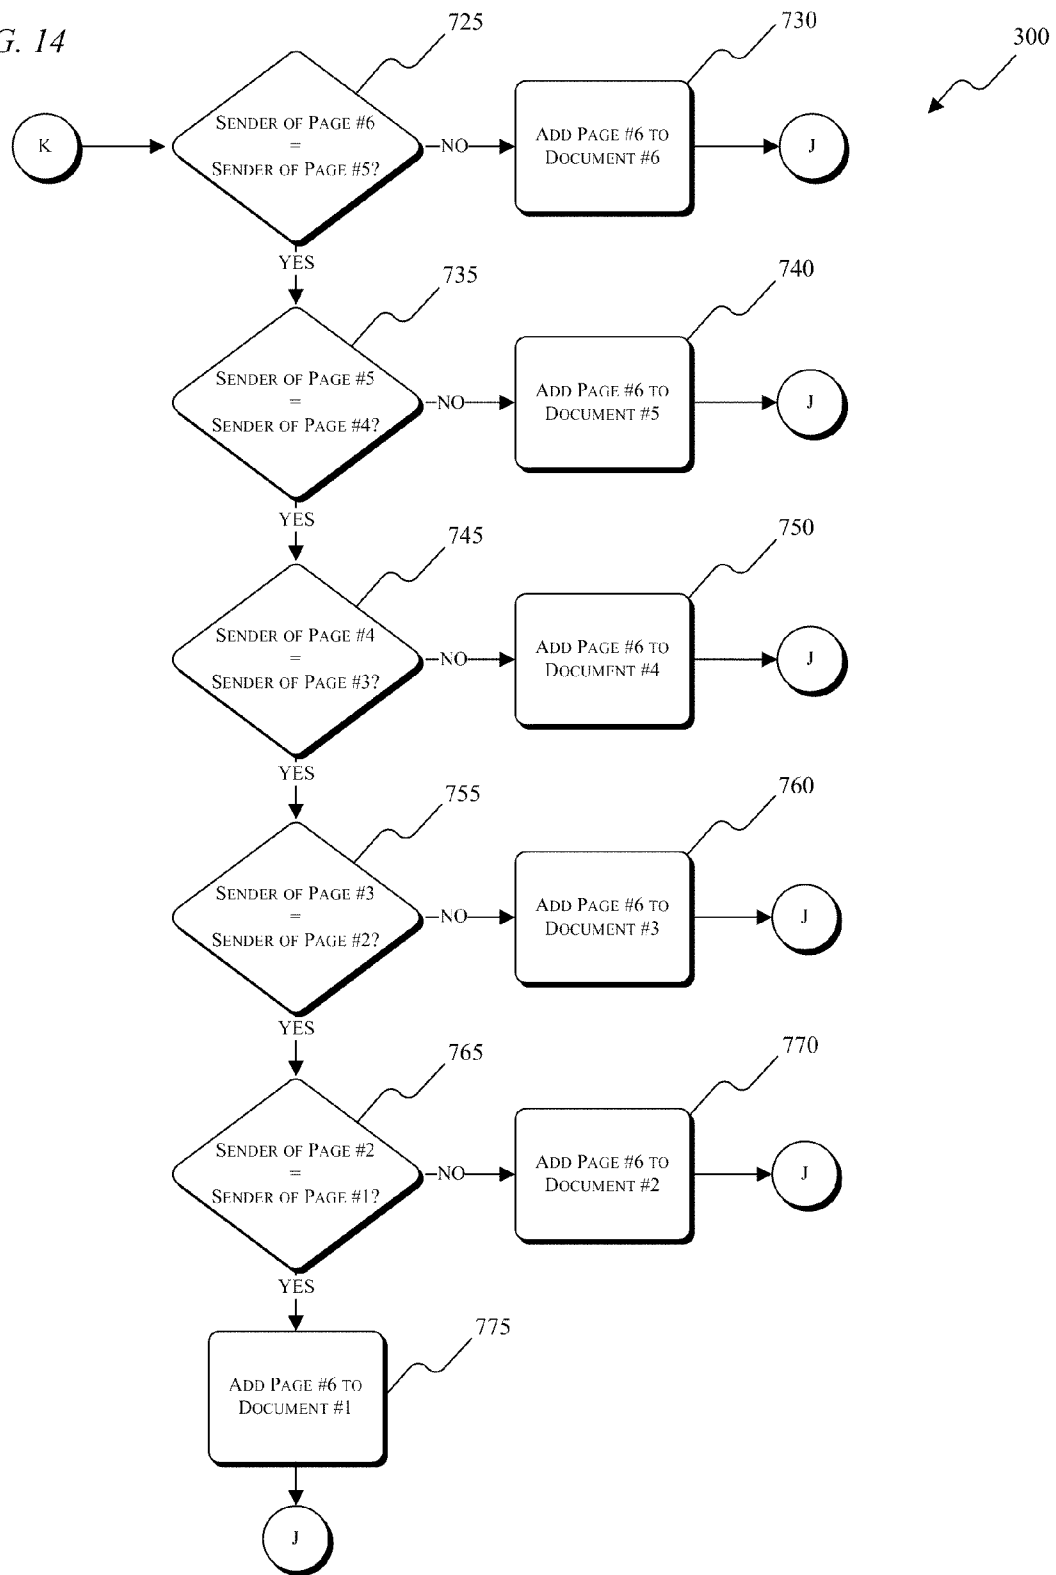 G. 14
725
730
300
K
SENDER OF PAGE #6
=
SENDER OF PAGE #5?
NO
ADD PAGE #6 TO
DOCUMENT #6
J
YES
735
740
SENDER OF PAGE #5
=
SENDER OF PAGE #4?
NO
ADD PAGE #6 TO
DOCUMENT #5
J
YES
745
750
SENDER OF PAGE #4
=
SENDER OF PAGE #3?
NO
ADD PAGE #6 TO
DOCUMENT #4
J
YES
755
760
SENDER OF PAGE #3
=
SENDER OF PAGE #2?
NO
ADD PAGE #6 TO
DOCUMENT #3
J
YES
765
770
SENDER OF PAGE #2
=
SENDER OF PAGE #1?
NO
ADD PAGE #6 TO
DOCUMENT #2
J
YES
775
ADD PAGE #6 TO
DOCUMENT #1
J